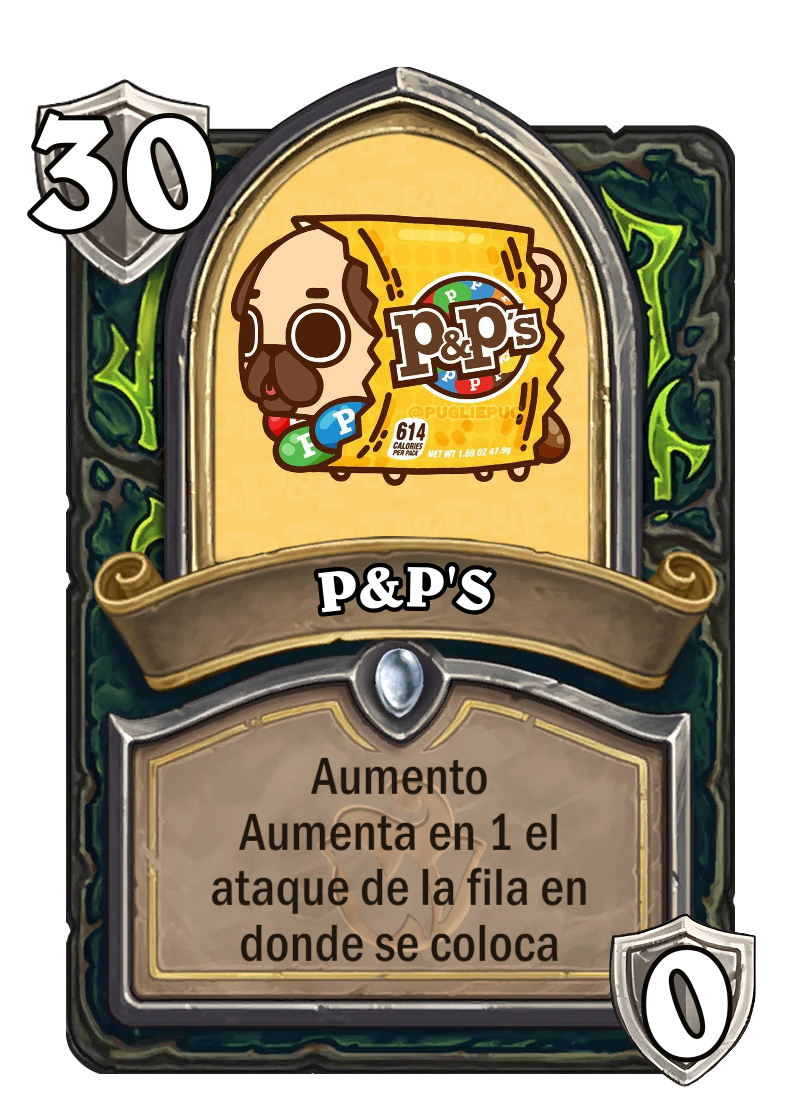 30
P&P's
P
P
P
P
P
@PUGLIEPUG
614
CALORIES
PER PACK
NET WT 1.69 OZ 47.9g
P&P'S
Aumento
Aumenta en 1 el
ataque de la fila en
donde se coloca
0